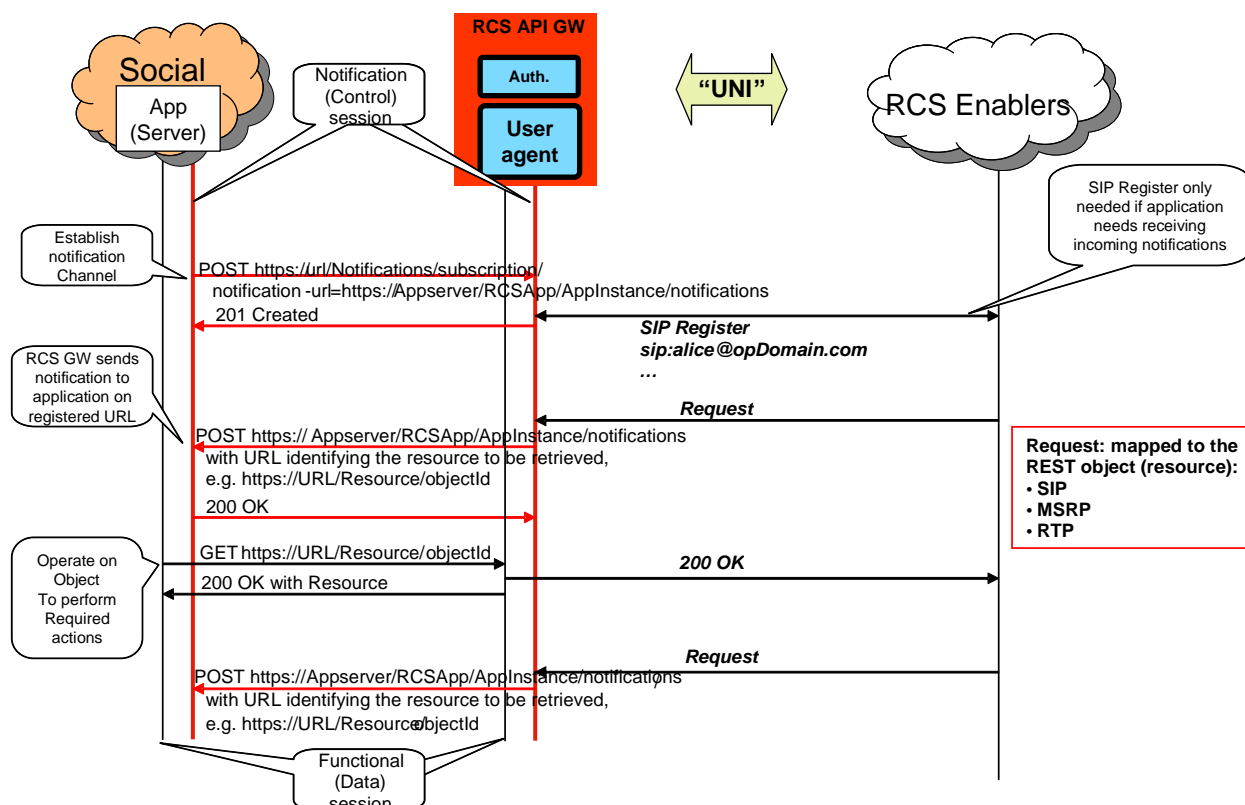 RCS API GW
Auth.
User
agent
Social
App
(Server)
Notification
(Control)
session
“UNI”
RCS Enablers
SIP Register only
needed if application
needs receiving
incoming notifications
Establish
notification
Channel
POST https://url/Notifications/subscription/
notification -url=https://Appserver/RCSApp/AppInstance/notifications
201 Created
SIP Register
sip:alice@opDomain.com
…
RCS GW sends
notification to
application on
registered URL
Request
POST https:// Appserver/RCSApp/AppInstance/notifications
with URL identifying the resource to be retrieved,
e.g. https://URL/Resource/objectId
200 OK
Request: mapped to the
REST object (resource):
• SIP
• MSRP
• RTP
Operate on
Object
To perform
Required
actions
GET https://URL/Resource/objectId
200 OK
200 OK with Resource
Request
POST https://Appserver/RCSApp/AppInstance/notifications/
with URL identifying the resource to be retrieved,
e.g. https://URL/Resource/objectId
Functional
(Data)
session